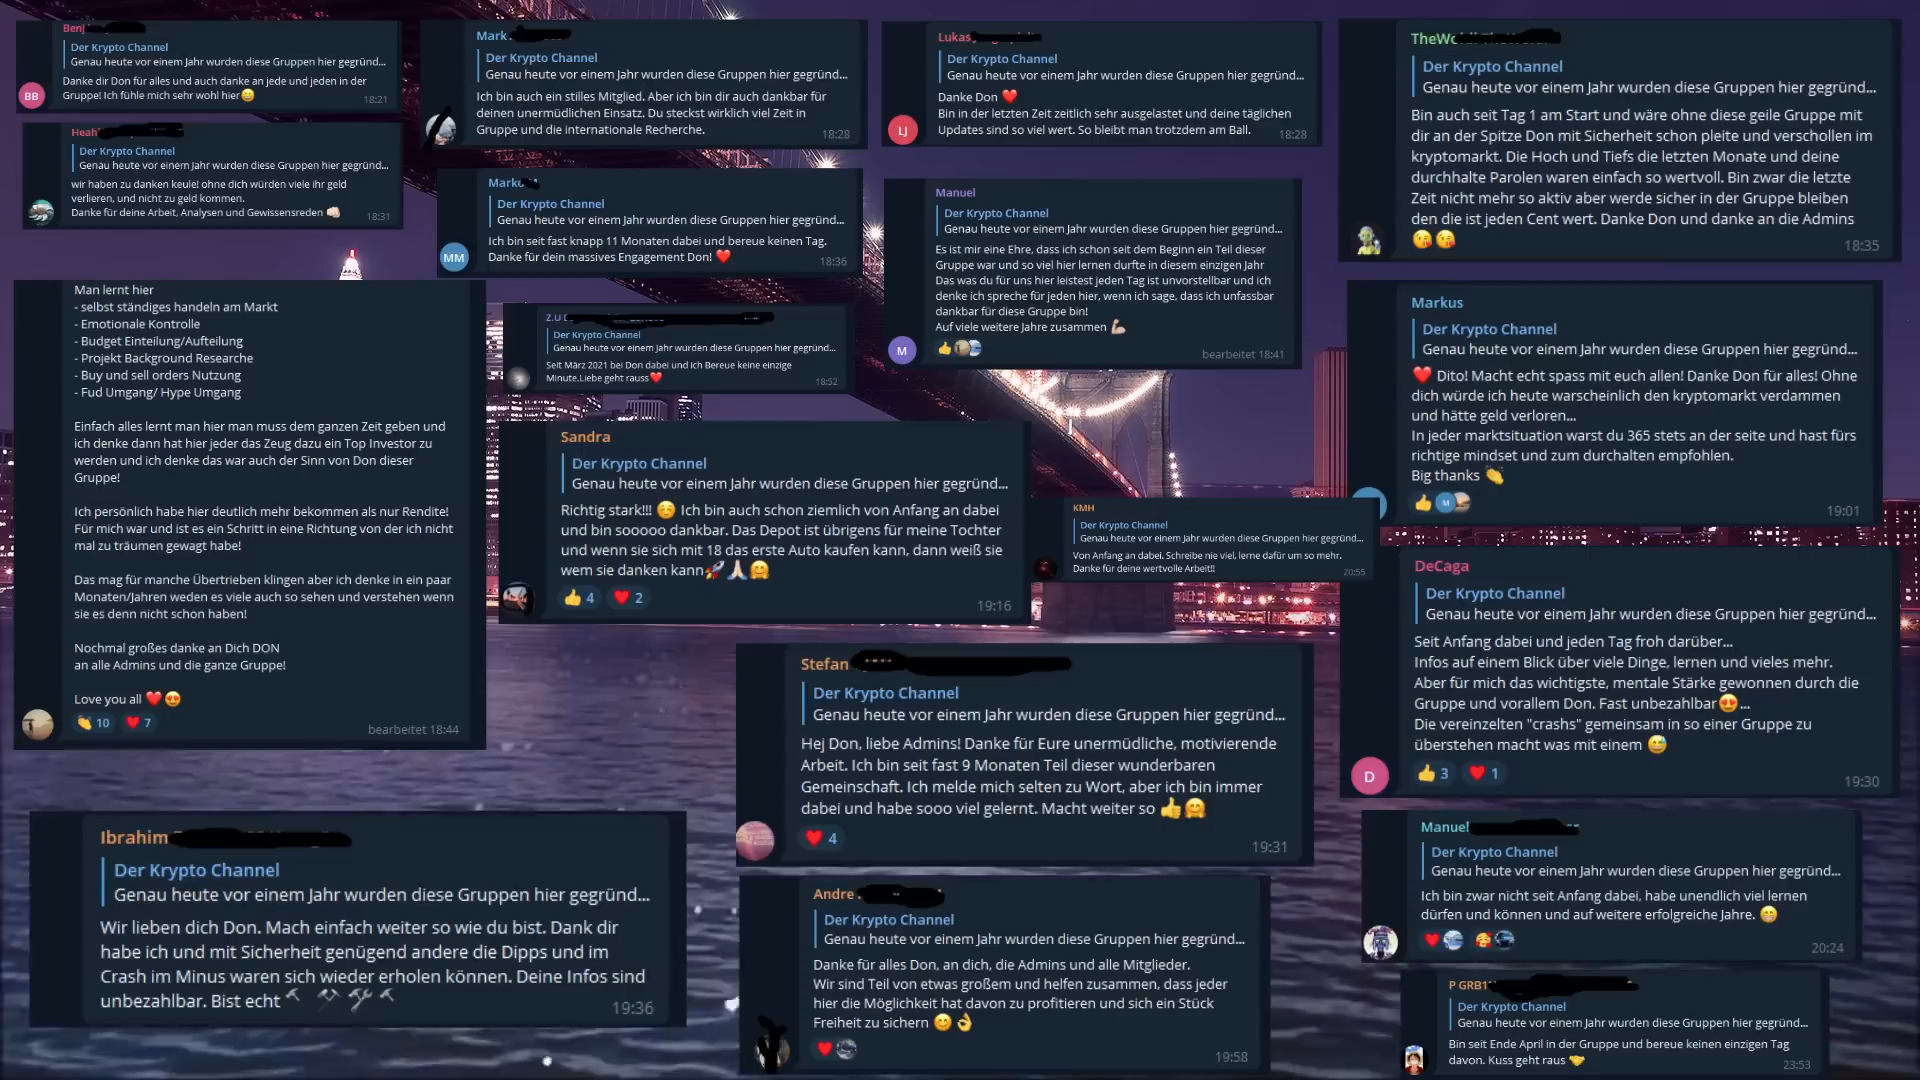 Benj
Der Krypto Channel
Genau heute vor einem Jahr wurden diese Gruppen hier gegründ...
Danke dir Don für alles und auch danke an jede und jeden in der
Gruppe! Ich fühle mich sehr wohl hier😄
BB
18:21
Heah
Der Krypto Channel
Genau heute vor einem Jahr wurden diese Gruppen hier gegründ...
wir haben zu danken keule! ohne dich würden viele ihr geld
verlieren, und nicht zu geld kommen.
Danke für deine Arbeit, Analysen und Gewissensreden 👊🏻
18:31
Man lernt hier
- selbst ständiges handeln am Markt
- Emotionale Kontrolle
- Budget Einteilung/Aufteilung
- Projekt Background Researche
- Buy und sell orders Nutzung
- Fud Umgang/ Hype Umgang
Einfach alles lernt man hier man muss dem ganzen Zeit geben und
ich denke dann hat hier jeder das Zeug dazu ein Top Investor zu
werden und ich denke das war auch der Sinn von Don dieser
Gruppe!
Ich persönlich habe hier deutlich mehr bekommen als nur Rendite!
Für mich war und ist es ein Schritt in eine Richtung von der ich nicht
mal zu träumen gewagt habe!
Das mag für manche Übertrieben klingen aber ich denke in ein paar
Monaten/Jahren weden es viele auch so sehen und verstehen wenn
sie es denn nicht schon haben!
Nochmal großes danke an Dich DON
an alle Admins und die ganze Gruppe!
Love you all ❤️😍
👏 10 ❤️ 7
bearbeitet 18:44
Ibrahim
Der Krypto Channel
Genau heute vor einem Jahr wurden diese Gruppen hier gegründ...
Wir lieben dich Don. Mach einfach weiter so wie du bist. Dank dir
habe ich und mit Sicherheit genügend andere die Dipps und im
Crash im Minus waren sich wieder erholen können. Deine Infos sind
unbezahlbar. Bist echt ⛏ ⚒ 🛠 ⛏
19:36
Mark
Der Krypto Channel
Genau heute vor einem Jahr wurden diese Gruppen hier gegründ...
Ich bin auch ein stilles Mitglied. Aber ich bin dir auch dankbar für
deinen unermüdlichen Einsatz. Du steckst wirklich viel Zeit in
Gruppe und die internationale Recherche.
18:28
Marko
Der Krypto Channel
Genau heute vor einem Jahr wurden diese Gruppen hier gegründ...
Ich bin seit fast knapp 11 Monaten dabei und bereue keinen Tag.
Danke für dein massives Engagement Don! ❤️
MM
18:36
Z.U
Der Krypto Channel
Genau heute vor einem Jahr wurden diese Gruppen hier gegründ...
Seit März 2021 bei Don dabei und ich Bereue keine einzige
Minute.Liebe geht rauss❤️
18:52
Sandra
Der Krypto Channel
Genau heute vor einem Jahr wurden diese Gruppen hier gegründ...
Richtig stark!!! ☺️ Ich bin auch schon ziemlich von Anfang an dabei
und bin sooooo dankbar. Das Depot ist übrigens für meine Tochter
und wenn sie sich mit 18 das erste Auto kaufen kann, dann weiß sie
wem sie danken kann🚀🙏🏻🤗
👍 4 ❤️ 2
19:16
Lukas
Der Krypto Channel
Genau heute vor einem Jahr wurden diese Gruppen hier gegründ...
Danke Don ❤️
Bin in der letzten Zeit zeitlich sehr ausgelastet und deine täglichen
Updates sind so viel wert. So bleibt man trotzdem am Ball.
LJ
18:28
Manuel
Der Krypto Channel
Genau heute vor einem Jahr wurden diese Gruppen hier gegründ...
Es ist mir eine Ehre, dass ich schon seit dem Beginn ein Teil dieser
Gruppe war und so viel hier lernen durfte in diesem einzigen Jahr
Das was du für uns hier leistest jeden Tag ist unvorstellbar und ich
denke ich spreche für jeden hier, wenn ich sage, dass ich unfassbar
dankbar für diese Gruppe bin!
Auf viele weitere Jahre zusammen 💪🏼
M
bearbeitet 18:41
KMH
Der Krypto Channel
Genau heute vor einem Jahr wurden diese Gruppen hier gegründ...
Von Anfang an dabei. Schreibe nie viel, lerne dafür um so mehr.
Danke für deine wertvolle Arbeit!!
20:55
Stefan
Der Krypto Channel
Genau heute vor einem Jahr wurden diese Gruppen hier gegründ...
Hej Don, liebe Admins! Danke für Eure unermüdliche, motivierende
Arbeit. Ich bin seit fast 9 Monaten Teil dieser wunderbaren
Gemeinschaft. Ich melde mich selten zu Wort, aber ich bin immer
dabei und habe sooo viel gelernt. Macht weiter so 👍🤗
❤️ 4
19:31
Andre
Der Krypto Channel
Genau heute vor einem Jahr wurden diese Gruppen hier gegründ...
Danke für alles Don, an dich, die Admins und alle Mitglieder.
Wir sind Teil von etwas großem und helfen zusammen, dass jeder
hier die Möglichkeit hat davon zu profitieren und sich ein Stück
Freiheit zu sichern 😊👌
19:58
TheWo
Der Krypto Channel
Genau heute vor einem Jahr wurden diese Gruppen hier gegründ...
Bin auch seit Tag 1 am Start und wäre ohne diese geile Gruppe mit
dir an der Spitze Don mit Sicherheit schon pleite und verschollen im
kryptomarkt. Die Hoch und Tiefs die letzten Monate und deine
durchhalte Parolen waren einfach so wertvoll. Bin zwar die letzte
Zeit nicht mehr so aktiv aber werde sicher in der Gruppe bleiben
den die ist jeden Cent wert. Danke Don und danke an die Admins
😘😘
18:35
Markus
Der Krypto Channel
Genau heute vor einem Jahr wurden diese Gruppen hier gegründ...
❤️ Dito! Macht echt spass mit euch allen! Danke Don für alles! Ohne
dich würde ich heute warscheinlich den kryptomarkt verdammen
und hätte geld verloren...
In jeder marktsituation warst du 365 stets an der seite und hast fürs
richtige mindset und zum durchalten empfohlen.
Big thanks 👏
M
19:01
DeCaga
Der Krypto Channel
Genau heute vor einem Jahr wurden diese Gruppen hier gegründ...
Seit Anfang dabei und jeden Tag froh darüber...
Infos auf einem Blick über viele Dinge, lernen und vieles mehr.
Aber für mich das wichtigste, mentale Stärke gewonnen durch die
Gruppe und vorallem Don. Fast unbezahlbar😍...
Die vereinzelten "crashs" gemeinsam in so einer Gruppe zu
überstehen macht was mit einem 😅
D
👍 3 ❤️ 1
19:30
Manuel
Der Krypto Channel
Genau heute vor einem Jahr wurden diese Gruppen hier gegründ...
Ich bin zwar nicht seit Anfang dabei, habe unendlich viel lernen
dürfen und können und auf weitere erfolgreiche Jahre. 😁
20:24
P GRB1
Der Krypto Channel
Genau heute vor einem Jahr wurden diese Gruppen hier gegründ...
Bin seit Ende April in der Gruppe und bereue keinen einzigen Tag
davon. Kuss geht raus 🤝
23:53